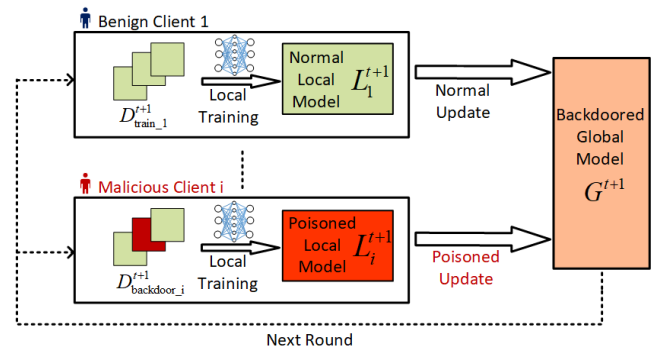 Benign Client 1
D_{train_1}^{t+1}
Local
Training
Normal
Local
Model
L_1^{t+1}
Normal
Update
Malicious Client i
D_{backdoor_i}^{t+1}
Local
Training
Poisoned
Local
Model
L_i^{t+1}
Poisoned
Update
Backdoored
Global
Model
G^{t+1}
Next Round